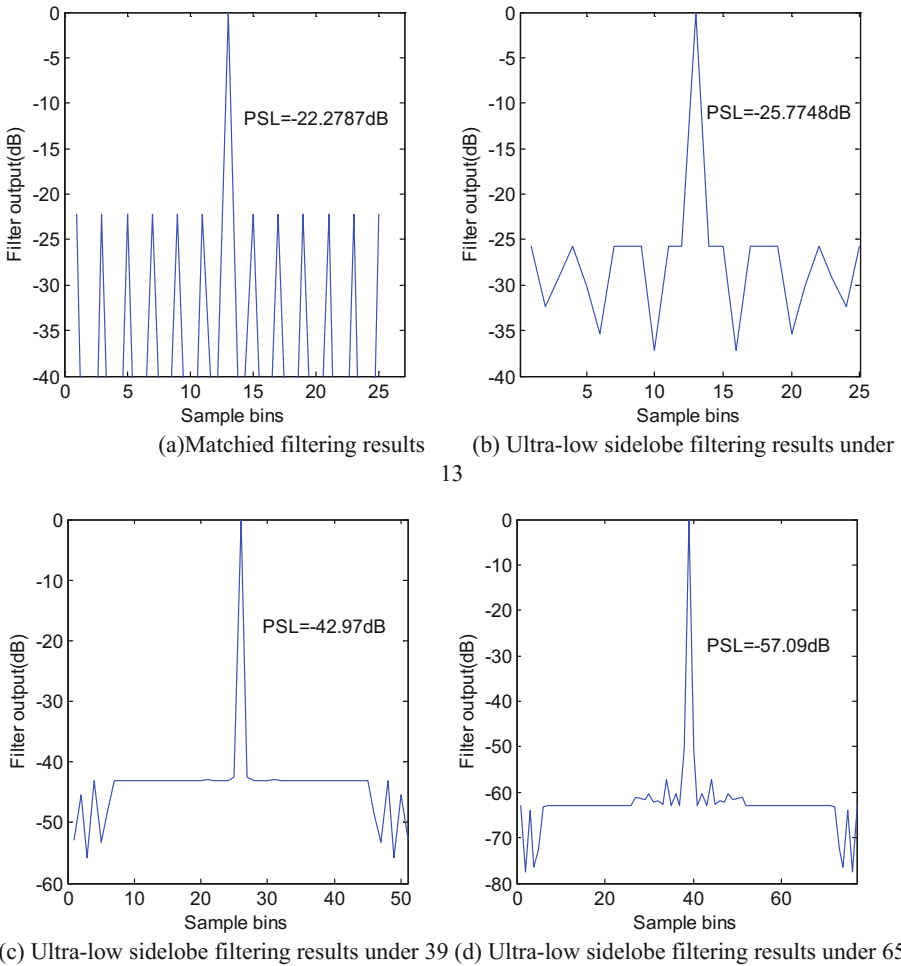 0
-5
-10
-15
-20
-25
-30
-35
-40
Filter output(dB)
PSL=-22.2787dB
0 5 10 15 20 25
Sample bins
(a)Matchied filtering results
0
-5
-10
-15
-20
-25
-30
-35
-40
Filter output(dB)
PSL=-25.7748dB
5 10 15 20 25
Sample bins
(b) Ultra-low sidelobe filtering results under
13
0
-10
-20
-30
-40
-50
-60
Filter output(dB)
PSL=-42.97dB
0 10 20 30 40 50
Sample bins
(c) Ultra-low sidelobe filtering results under 39
0
-10
-20
-30
-40
-50
-60
-70
-80
Filter output(dB)
PSL=-57.09dB
0 20 40 60
Sample bins
(d) Ultra-low sidelobe filtering results under 65